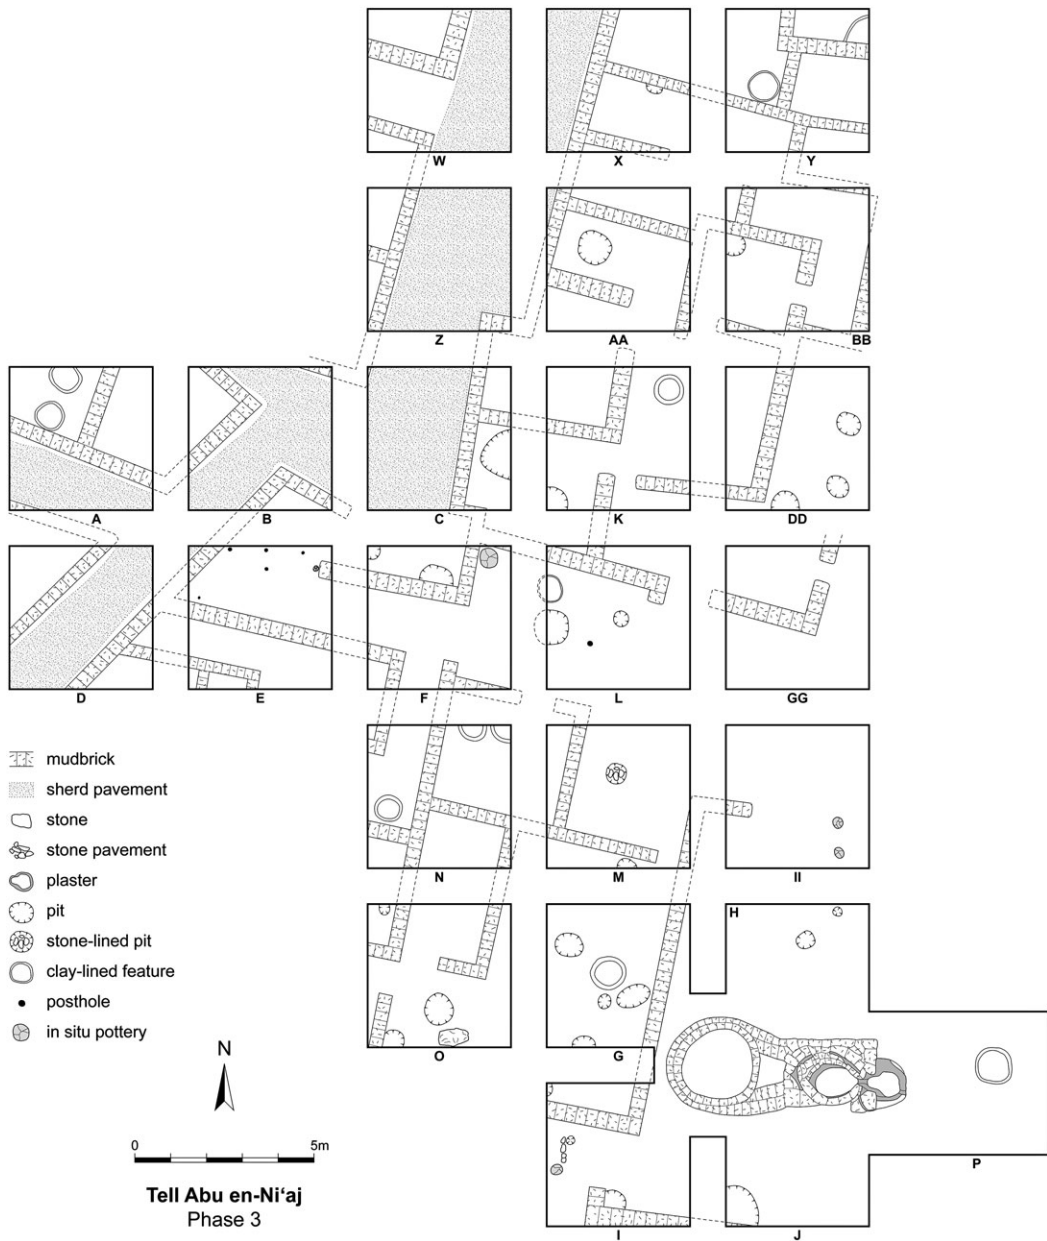 W X Y
Z AA BB
A B C K DD
D E F L GG
mudbrick
sherd pavement
stone
stone pavement
plaster
pit
stone-lined pit
clay-lined feature
posthole
in situ pottery
N M II
H
O G
N
0 5m
P
Tell Abu en-Ni‘aj
Phase 3
I J